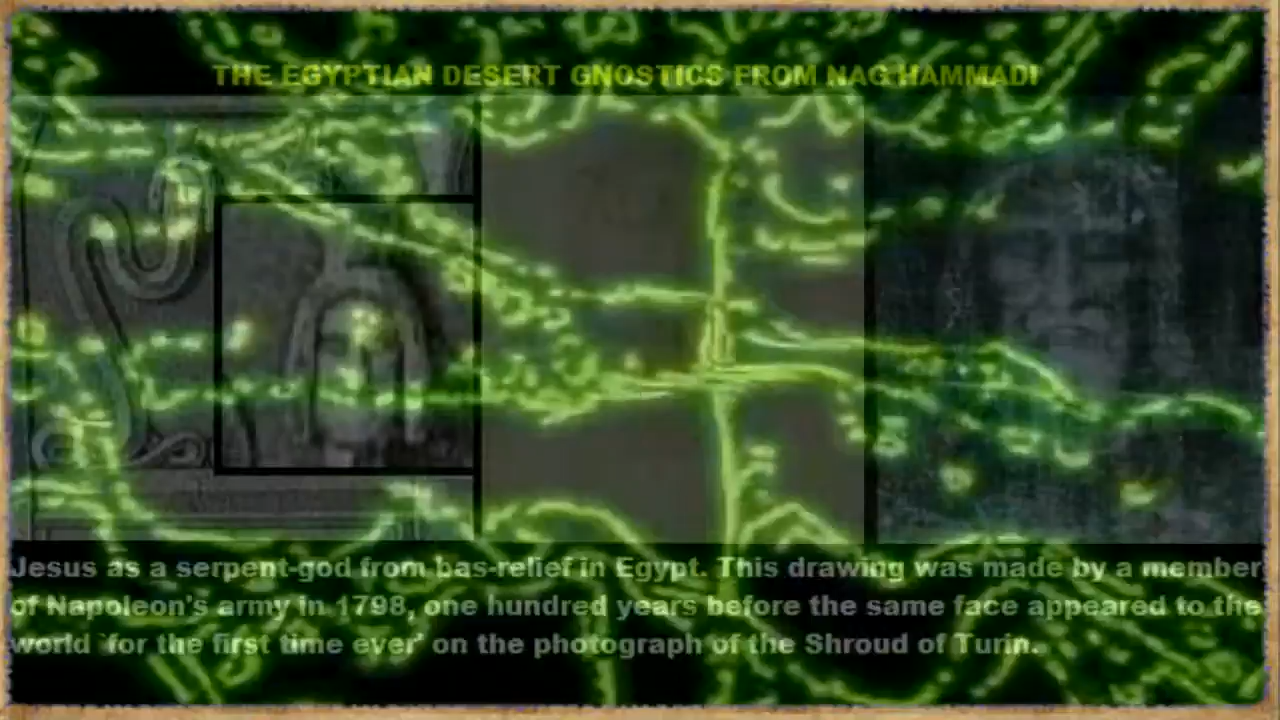 THE EGYPTIAN DESERT GNOSTICS FROM NAG HAMMADI
Jesus as a serpent-god from bas-relief in Egypt. This drawing was made by a member
of Napoleon's army in 1798, one hundred years before the same face appeared to the
world `for the first time ever' on the photograph of the Shroud of Turin.